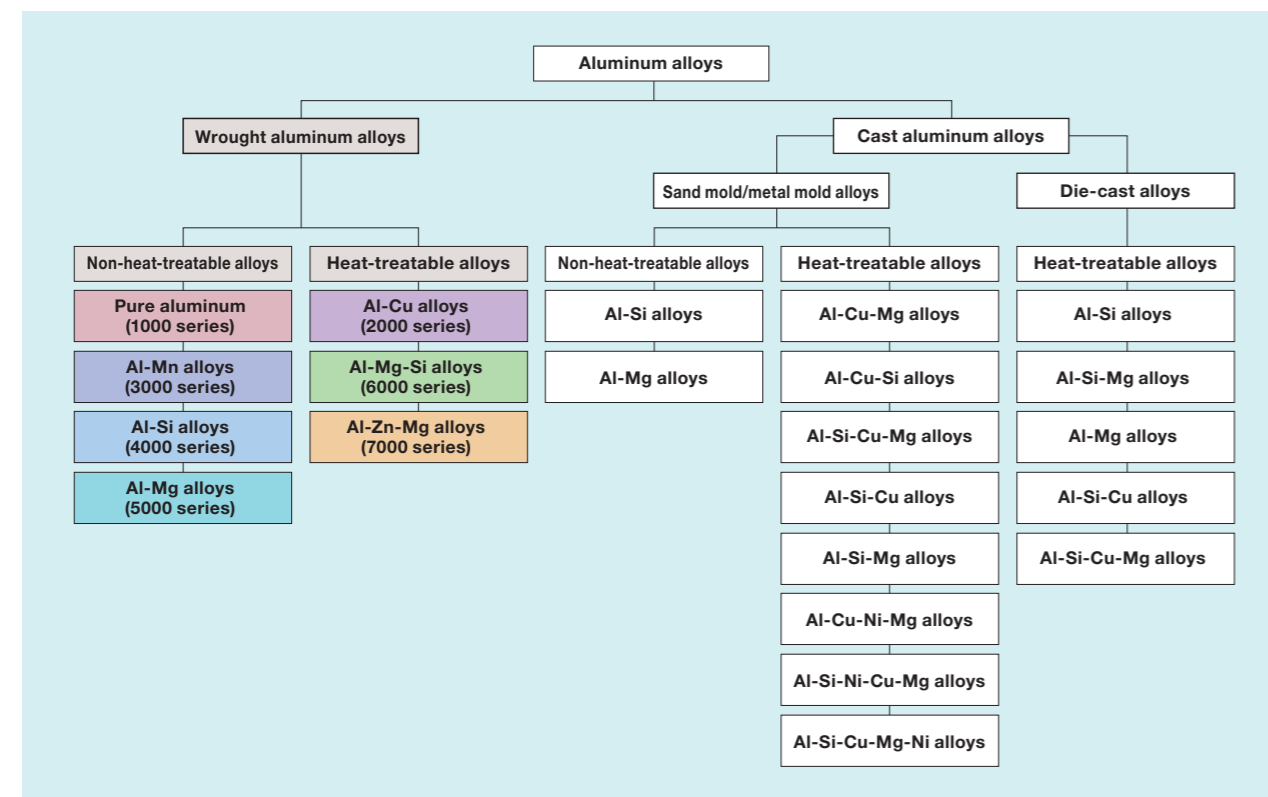 Aluminum alloys
Wrought aluminum alloys
Cast aluminum alloys
Sand mold/metal mold alloys
Die-cast alloys
Non-heat-treatable alloys
Pure aluminum
(1000 series)
Al-Mn alloys
(3000 series)
Al-Si alloys
(4000 series)
Al-Mg alloys
(5000 series)
Heat-treatable alloys
Al-Cu alloys
(2000 series)
Al-Mg-Si alloys
(6000 series)
Al-Zn-Mg alloys
(7000 series)
Non-heat-treatable alloys
Al-Si alloys
Al-Mg alloys
Heat-treatable alloys
Al-Cu-Mg alloys
Al-Cu-Si alloys
Al-Si-Cu-Mg alloys
Al-Si-Cu alloys
Al-Si-Mg alloys
Al-Cu-Ni-Mg alloys
Al-Si-Ni-Cu-Mg alloys
Al-Si-Cu-Mg-Ni alloys
Heat-treatable alloys
Al-Si alloys
Al-Si-Mg alloys
Al-Mg alloys
Al-Si-Cu alloys
Al-Si-Cu-Mg alloys